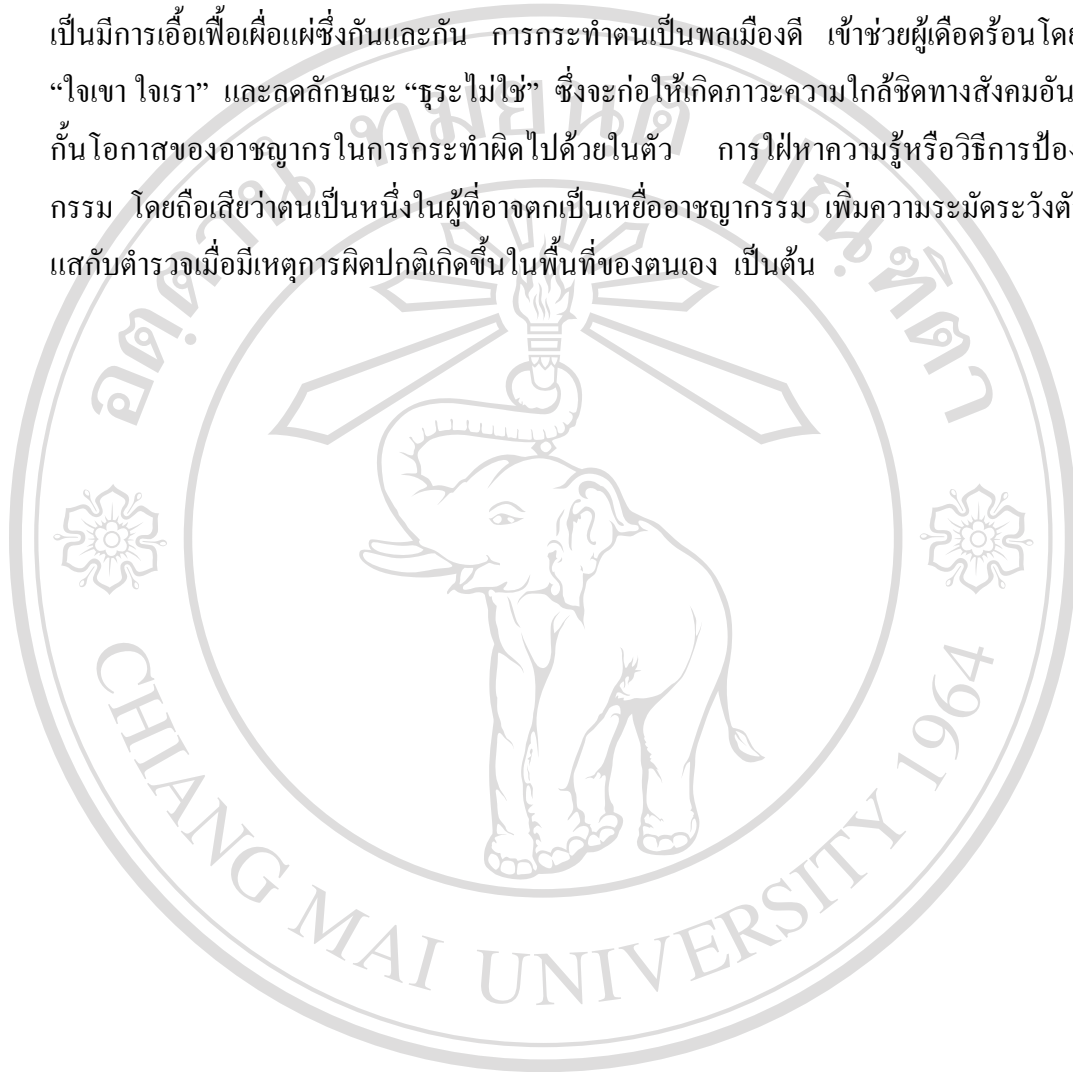 เป็นมีการเอื้อเฟื้อเผื่อแผ่ซึ่งกันและกัน การกระทำตนเป็นพลเมืองดี เข้าช่วยผู้เดือดร้อนโดย
“ใจเขา ใจเรา” และลดลักษณะ “ธุระไม่ใช่” ซึ่งจะก่อให้เกิดภาวะความใกล้ชิดทางสังคมอัน
กั้นโอกาสของอาชญากรในการกระทำผิดไปด้วยในตัว การใฝ่หาความรู้หรือวิธีการป้อง
กรรม โดยถือเสียว่าตนเป็นหนึ่งในผู้ที่อาจตกเป็นเหยื่ออาชญากรรม เพิ่มความระมัดระวังตั
แสกับตำรวจเมื่อมีเหตุการผิดปกติเกิดขึ้นในพื้นที่ของตนเอง เป็นต้น
อตฺตานํ ทมยนฺติ ปณฺฑิตา
CHIANG MAI UNIVERSITY 1964